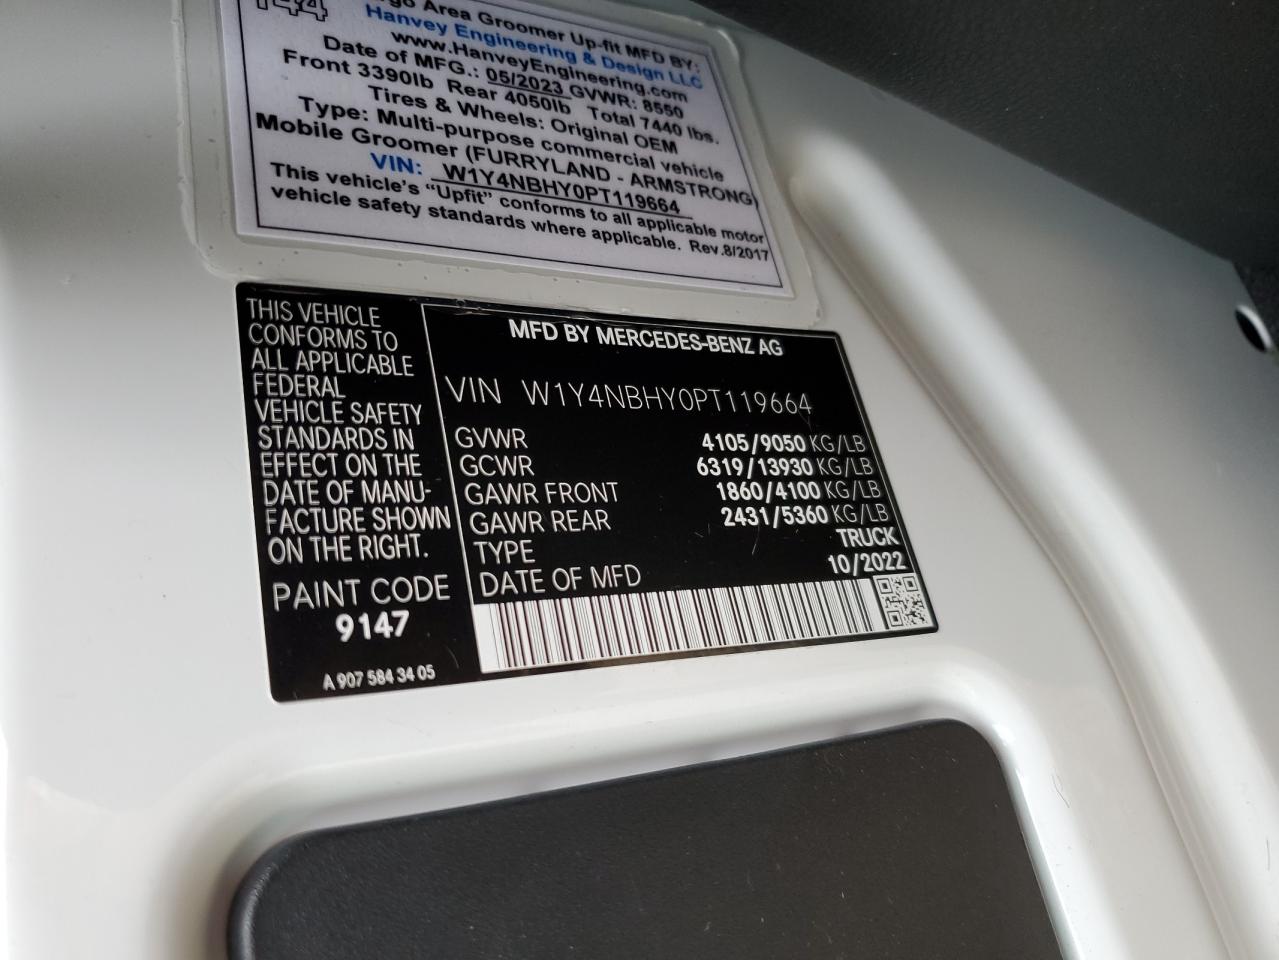 144
Area Groomer Up-fit MFD BY:
Hanvey Engineering & Design LLC
www.HanveyEngineering.com
Date of MFG.: 05/2023 GVWR: 8550
Front 3390lb Rear 4050lb Total 7440 lbs.
Tires & Wheels: Original OEM
Type: Multi-purpose commercial vehicle
Mobile Groomer (FURRYLAND - ARMSTRONG)
VIN: W1Y4NBHY0PT119664
This vehicle's “Upfit” conforms to all applicable motor
vehicle safety standards where applicable. Rev.8/2017
THIS VEHICLE
CONFORMS TO
ALL APPLICABLE
FEDERAL
VEHICLE SAFETY
STANDARDS IN
EFFECT ON THE
DATE OF MANU-
FACTURE SHOWN
ON THE RIGHT.
PAINT CODE
9147
A 907 584 34 05
MFD BY MERCEDES-BENZ AG
VIN W1Y4NBHY0PT119664
GVWR 4105/9050 KG/LB
GCWR 6319/13930 KG/LB
GAWR FRONT 1860/4100 KG/LB
GAWR REAR 2431/5360 KG/LB
TYPE TRUCK
DATE OF MFD 10/2022